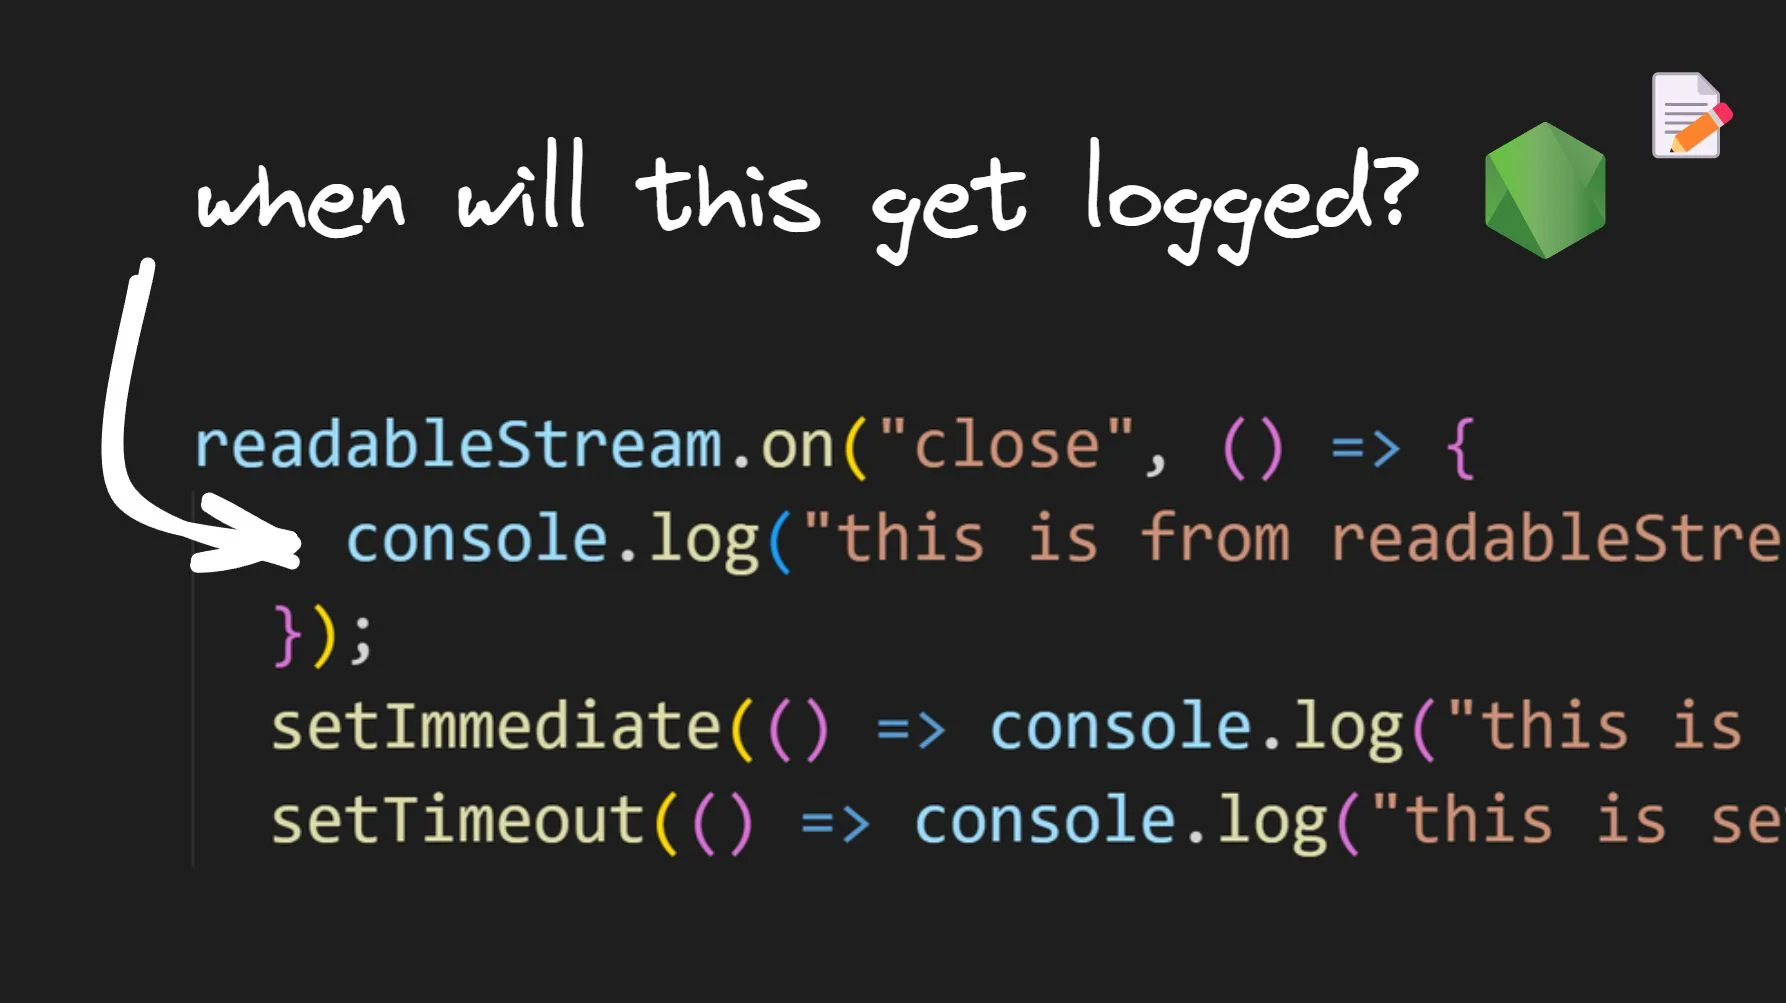 when will this get logged?
readableStream.on("close", () => {
console.log("this is from readableStre
});
setImmediate(() => console.log("this is
setTimeout(() => console.log("this is se